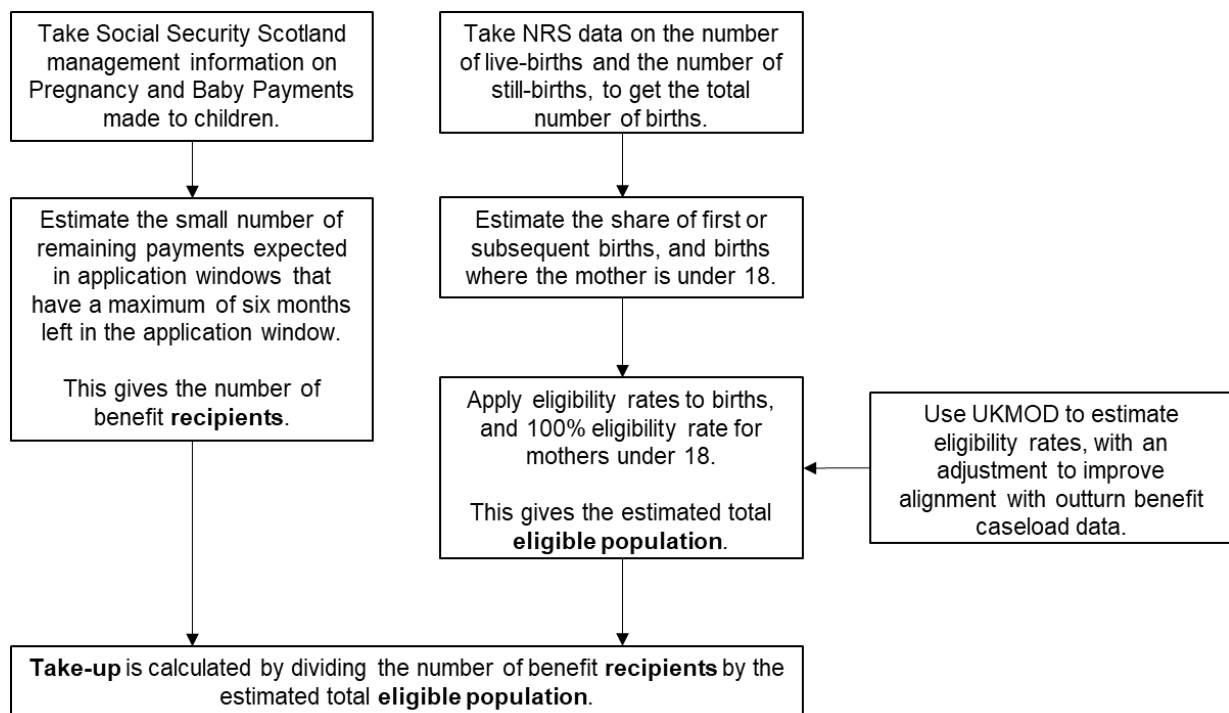 Take Social Security Scotland
management information on
Pregnancy and Baby Payments
made to children.
Take NRS data on the number
of live-births and the number of
still-births, to get the total
number of births.
Estimate the small number of
remaining payments expected
in application windows that
have a maximum of six months
left in the application window.
This gives the number of
benefit recipients.
Estimate the share of first or
subsequent births, and births
where the mother is under 18.
Apply eligibility rates to births,
and 100% eligibility rate for
mothers under 18.
This gives the estimated total
eligible population.
Use UKMOD to estimate
eligibility rates, with an
adjustment to improve
alignment with outturn benefit
caseload data.
Take-up is calculated by dividing the number of benefit recipients by the
estimated total eligible population.